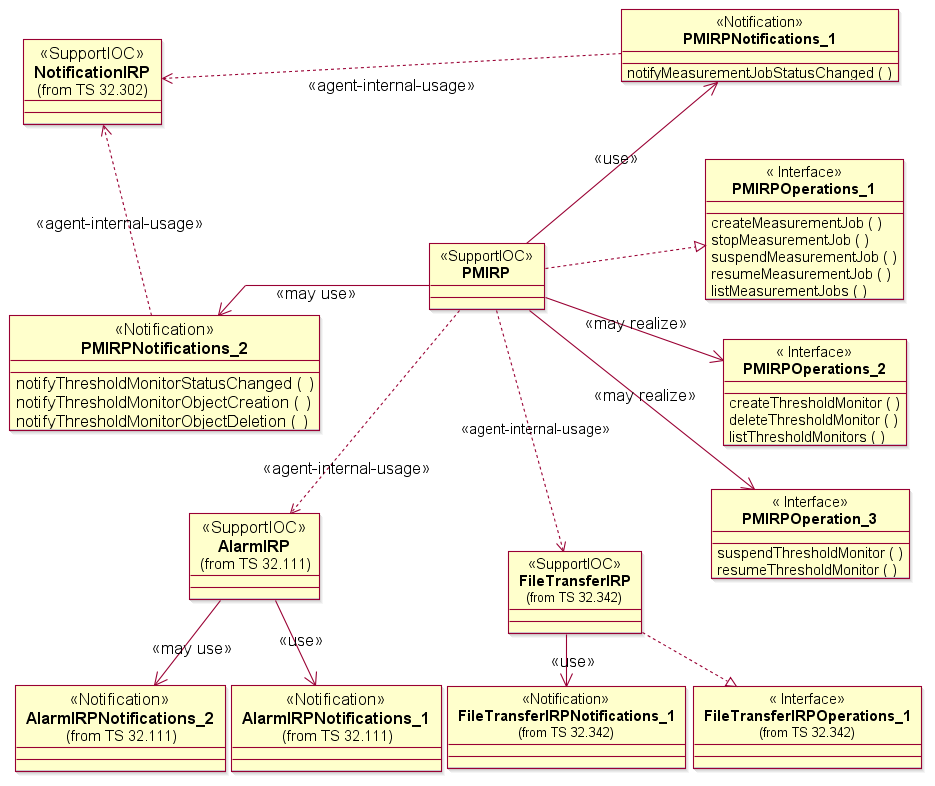 «Notification»
PMIRPNotifications_1
notifyMeasurementJobStatusChanged ( )
«SupportIOC»
NotificationIRP
(from TS 32.302)
«agent-internal-usage»
«use»
« Interface»
PMIRPOperations_1
createMeasurementJob ( )
stopMeasurementJob ( )
suspendMeasurementJob ( )
resumeMeasurementJob ( )
listMeasurementJobs ( )
«agent-internal-usage»
«SupportIOC»
PMIRP
«may use»
«Notification»
PMIRPNotifications_2
notifyThresholdMonitorStatusChanged ( )
notifyThresholdMonitorObjectCreation ( )
notifyThresholdMonitorObjectDeletion ( )
«may realize»
« Interface»
PMIRPOperations_2
createThresholdMonitor ( )
deleteThresholdMonitor ( )
listThresholdMonitors ( )
«may realize»
«agent-internal-usage»
«agent-internal-usage»
« Interface»
PMIRPOperation_3
suspendThresholdMonitor ( )
resumeThresholdMonitor ( )
«SupportIOC»
AlarmIRP
(from TS 32.111)
«SupportIOC»
FileTransferIRP
(from TS 32.342)
«may use»
«use»
«use»
«Notification»
AlarmIRPNotifications_2
(from TS 32.111)
«Notification»
AlarmIRPNotifications_1
(from TS 32.111)
«Notification»
FileTransferIRPNotifications_1
(from TS 32.342)
« Interface»
FileTransferIRPOperations_1
(from TS 32.342)